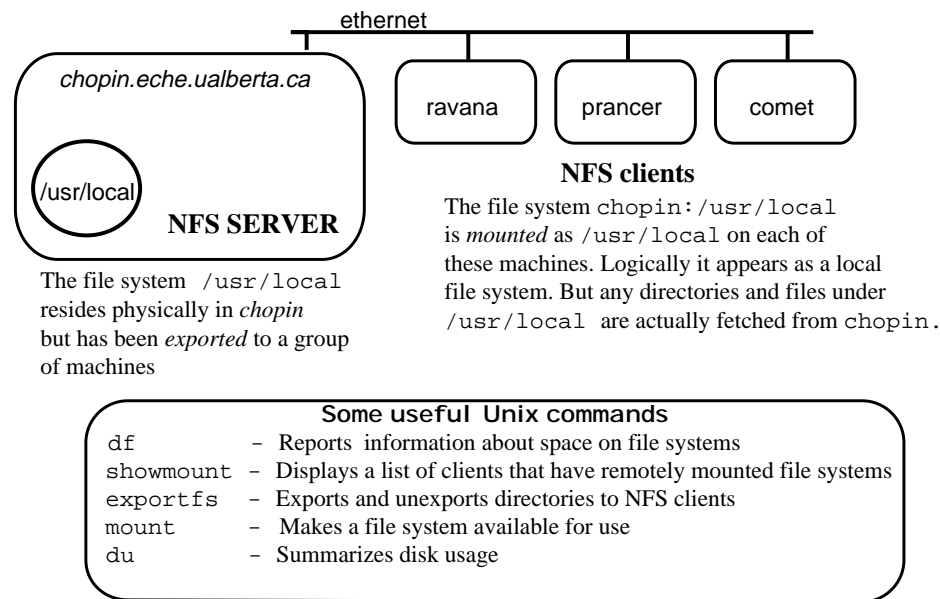 ethernet
chopin.eche.ualberta.ca
/usr/local
NFS SERVER
ravana
prancer
comet
The file system /usr/local
resides physically in chopin
but has been exported to a group
of machines
NFS clients
The file system chopin:/usr/local
is mounted as /usr/local on each of
these machines. Logically it appears as a local
file system. But any directories and files under
/usr/local are actually fetched from chopin.
Some useful Unix commands
df – Reports information about space on file systems
showmount – Displays a list of clients that have remotely mounted file systems
exportfs – Exports and unexports directories to NFS clients
mount – Makes a file system available for use
du – Summarizes disk usage